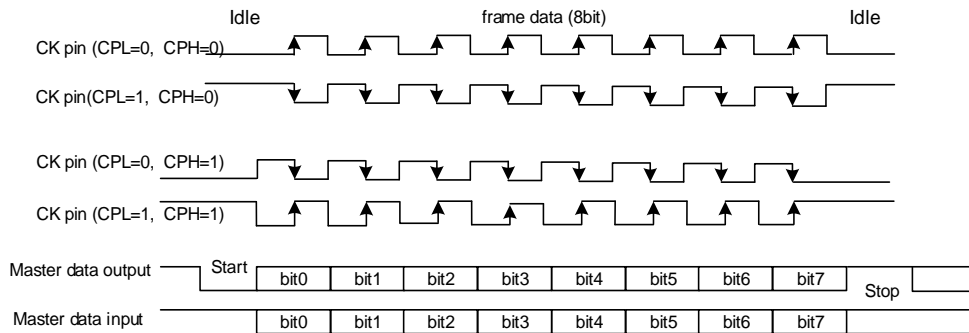 Idle frame data (8bit) Idle
CK pin (CPL=0, CPH=0)
CK pin(CPL=1, CPH=0)
CK pin (CPL=0, CPH=1)
CK pin (CPL=1, CPH=1)
Master data output Start bit0 bit1 bit2 bit3 bit4 bit5 bit6 bit7 Stop
Master data input bit0 bit1 bit2 bit3 bit4 bit5 bit6 bit7